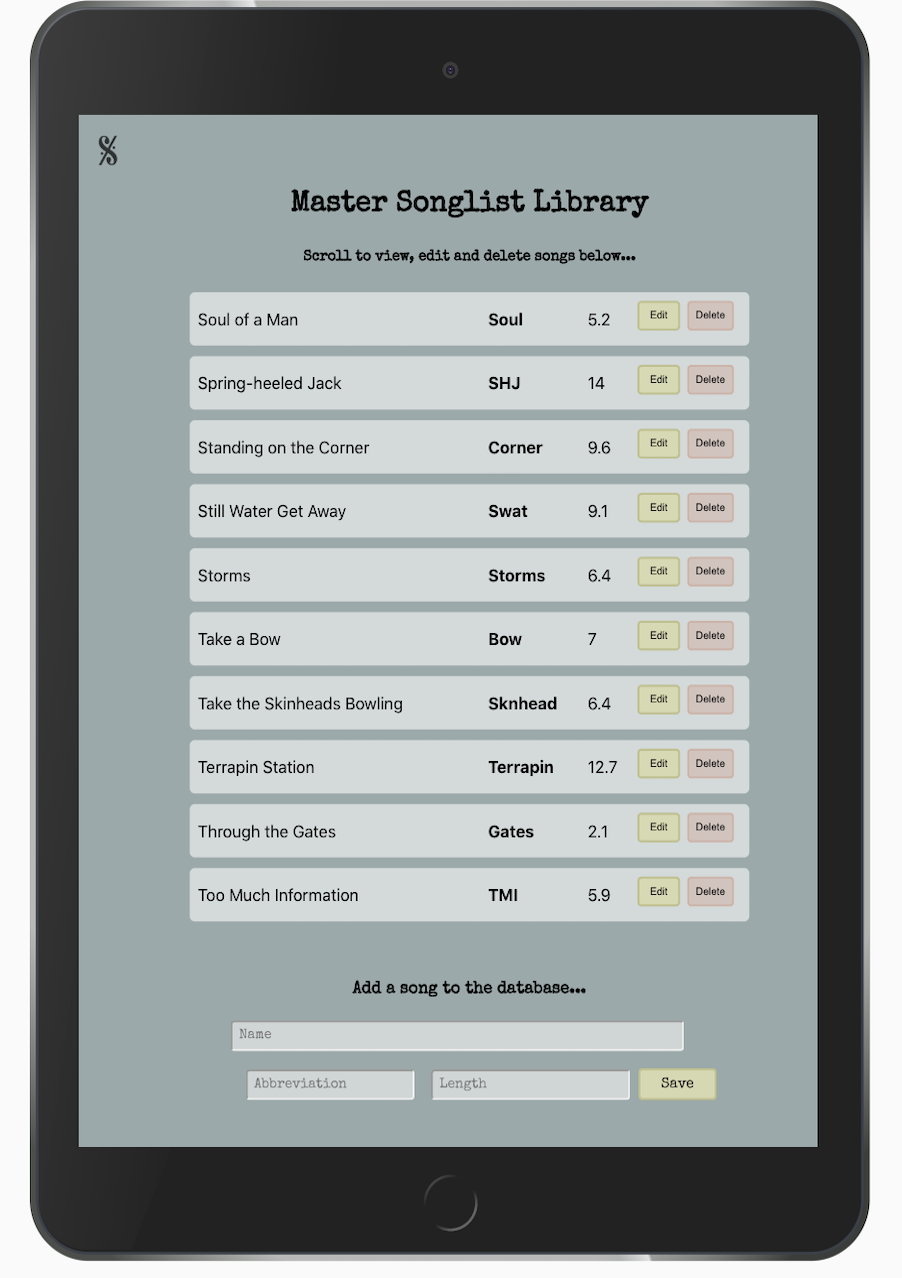 Master Songlist Library
Scroll to view, edit and delete songs below...
Soul of a Man Soul 5.2 Edit Delete
Spring-heeled Jack SHJ 14 Edit Delete
Standing on the Corner Corner 9.6 Edit Delete
Still Water Get Away Swat 9.1 Edit Delete
Storms Storms 6.4 Edit Delete
Take a Bow Bow 7 Edit Delete
Take the Skinheads Bowling Sknhead 6.4 Edit Delete
Terrapin Station Terrapin 12.7 Edit Delete
Through the Gates Gates 2.1 Edit Delete
Too Much Information TMI 5.9 Edit Delete
Add a song to the database...
Name
Abbreviation Length Save